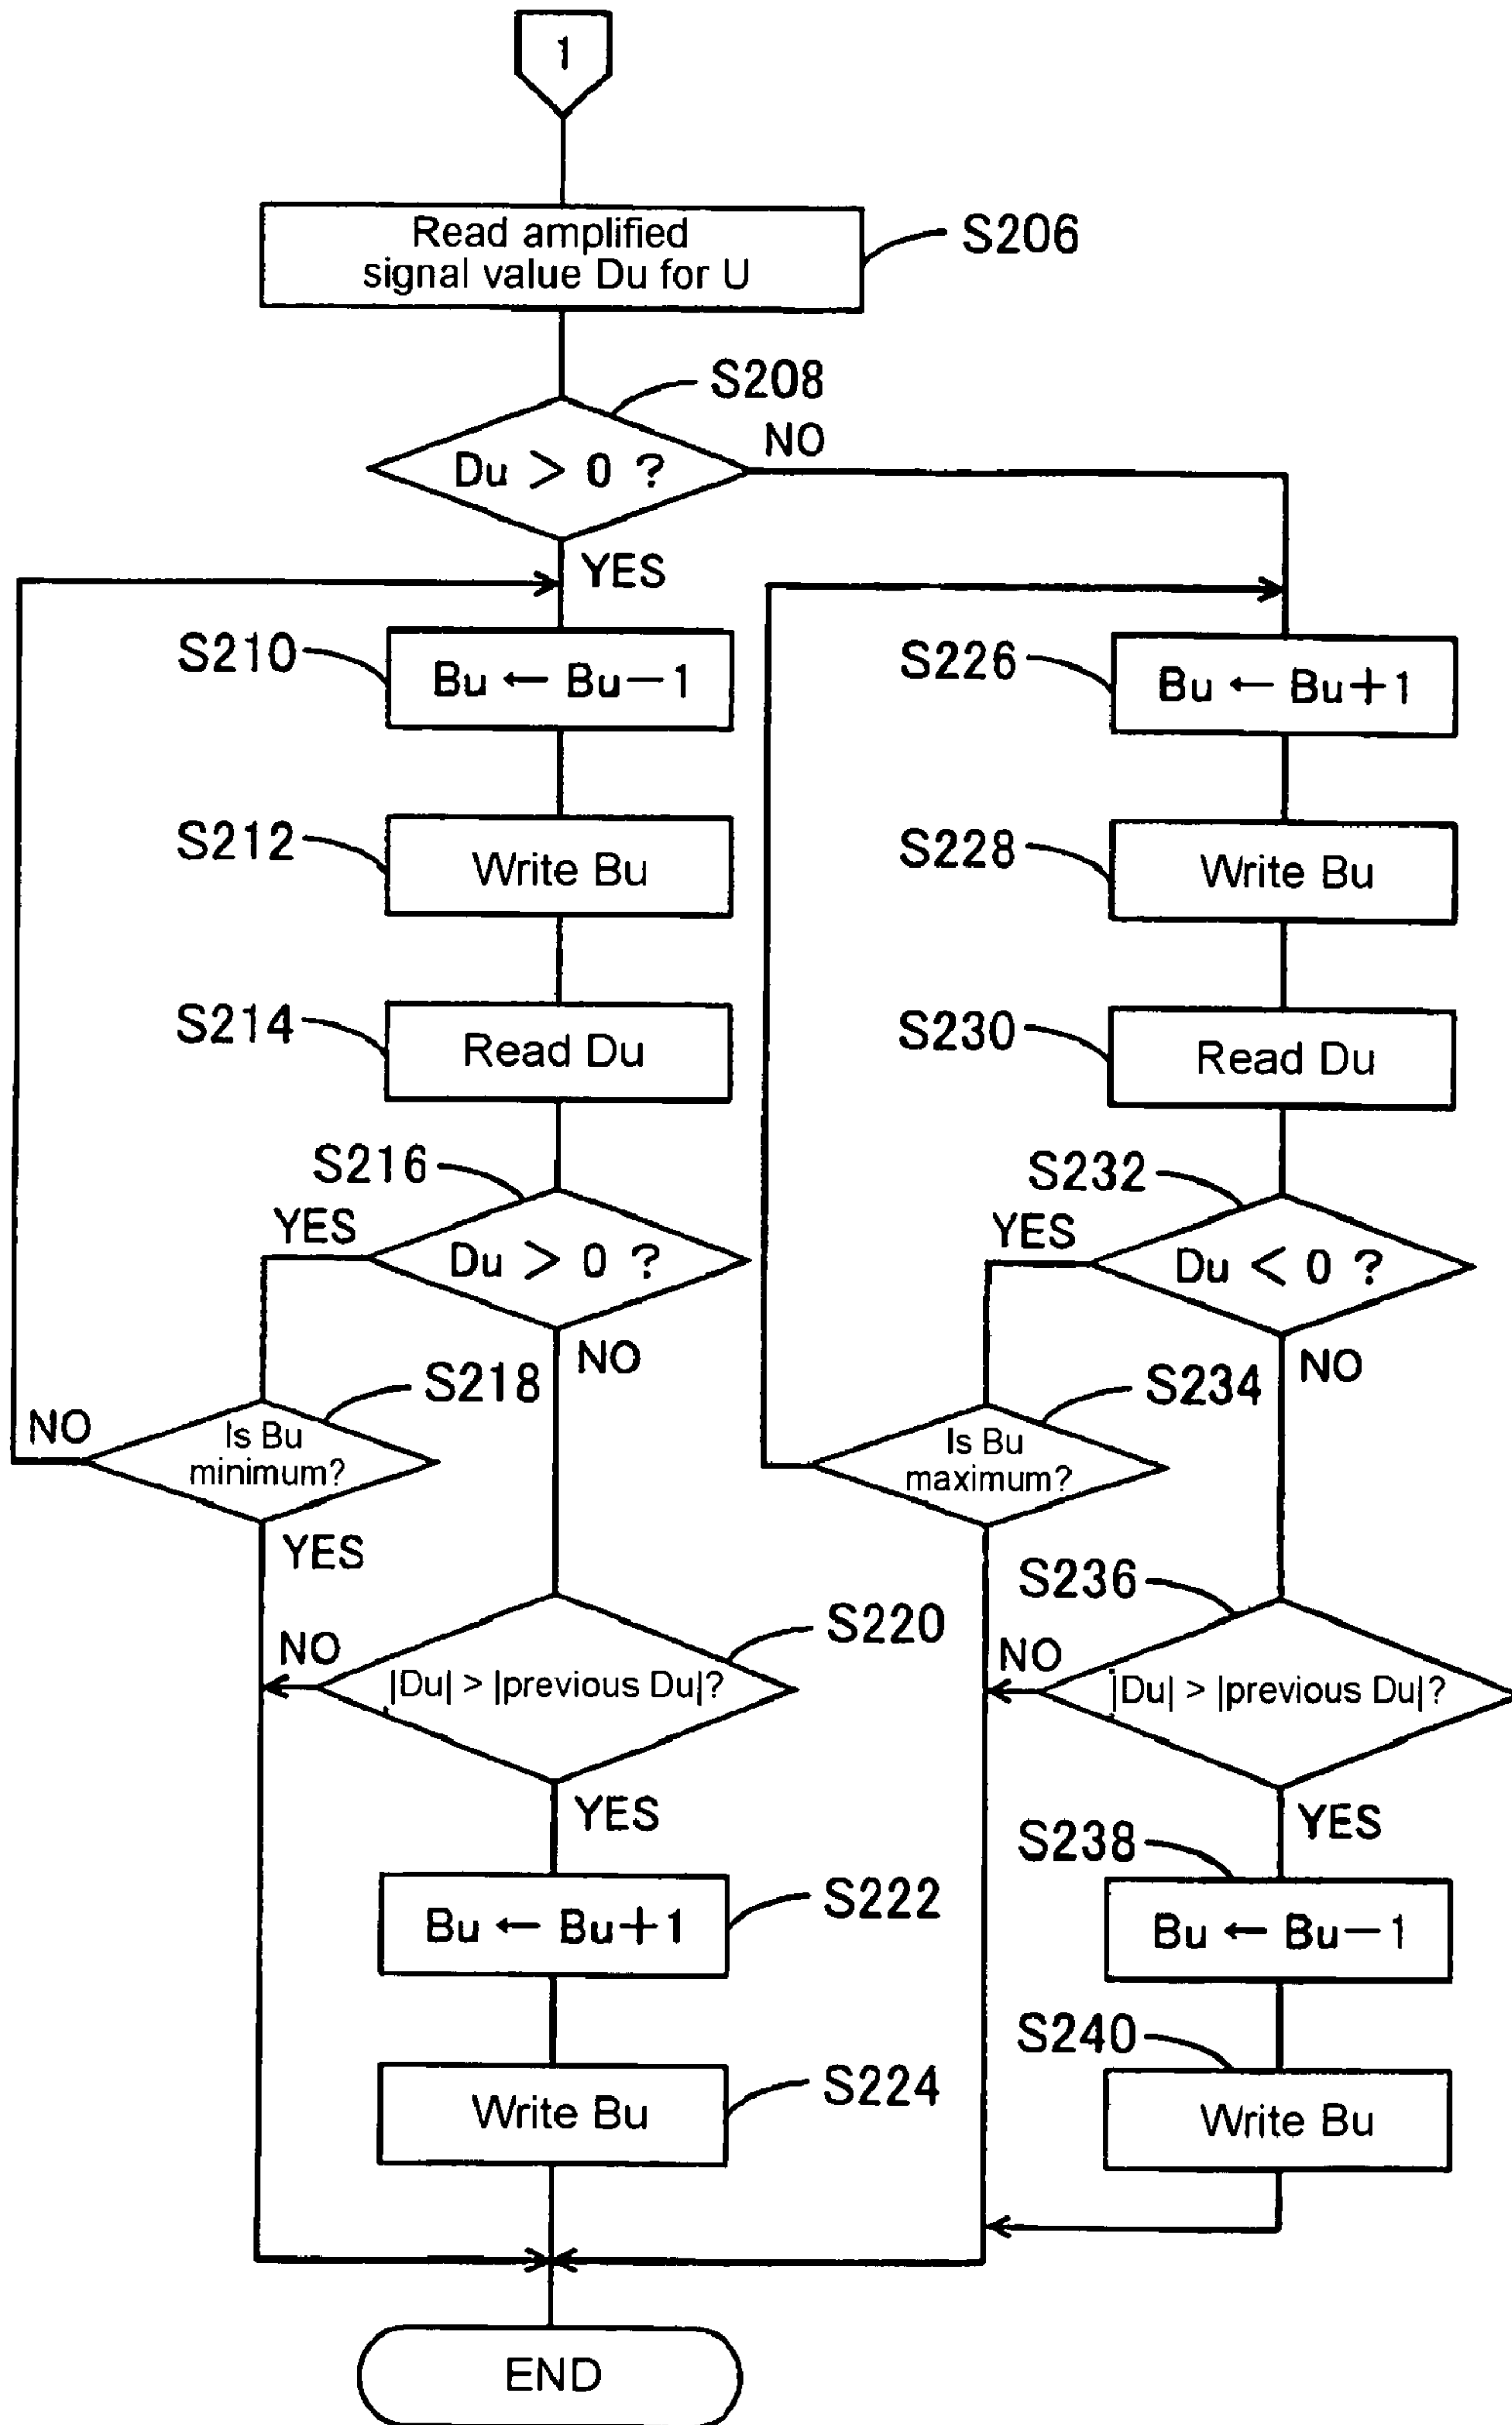 1
Read amplified
signal value Du for U
S206
S208
Du > 0 ?
NO
YES
S210
Bu ← Bu－1
S212
Write Bu
S214
Read Du
S216
Du > 0 ?
YES
NO
S218
Is Bu
minimum?
NO
YES
S220
|Du| > |previous Du|?
NO
YES
S222
Bu ← Bu＋1
S224
Write Bu
S226
Bu ← Bu＋1
S228
Write Bu
S230
Read Du
S232
Du < 0 ?
YES
NO
S234
Is Bu
maximum?
S236
|Du| > |previous Du|?
NO
YES
S238
Bu ← Bu－1
S240
Write Bu
END